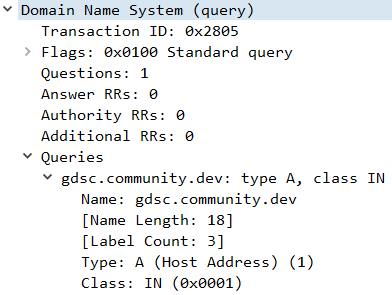 Domain Name System (query)
Transaction ID: 0x2805
Flags: 0x0100 Standard query
Questions: 1
Answer RRs: 0
Authority RRs: 0
Additional RRs: 0
Queries
gdsc.community.dev: type A, class IN
Name: gdsc.community.dev
[Name Length: 18]
[Label Count: 3]
Type: A (Host Address) (1)
Class: IN (0x0001)